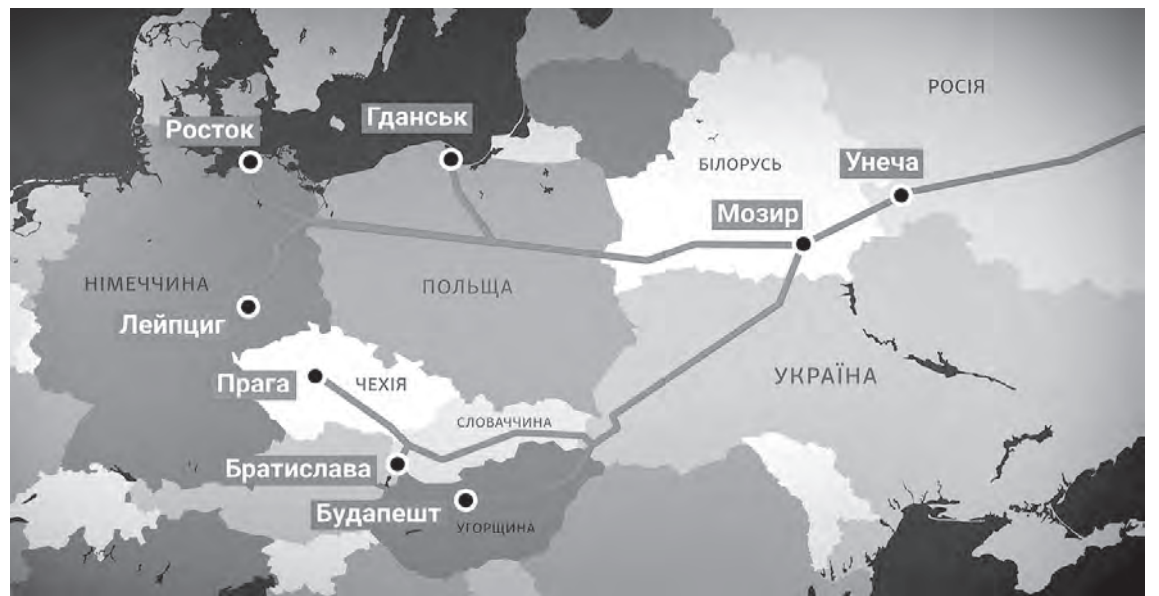 РОСІЯ
Гданськ
Росток
БІЛОРУСЬ
Унеча
Мозир
НІМЕЧЧИНА
ПОЛЬЩА
Лейпциг
Прага
ЧЕХІЯ
УКРАЇНА
СЛОВАЧЧИНА
Братислава
Будапешт
УГОРЩИНА